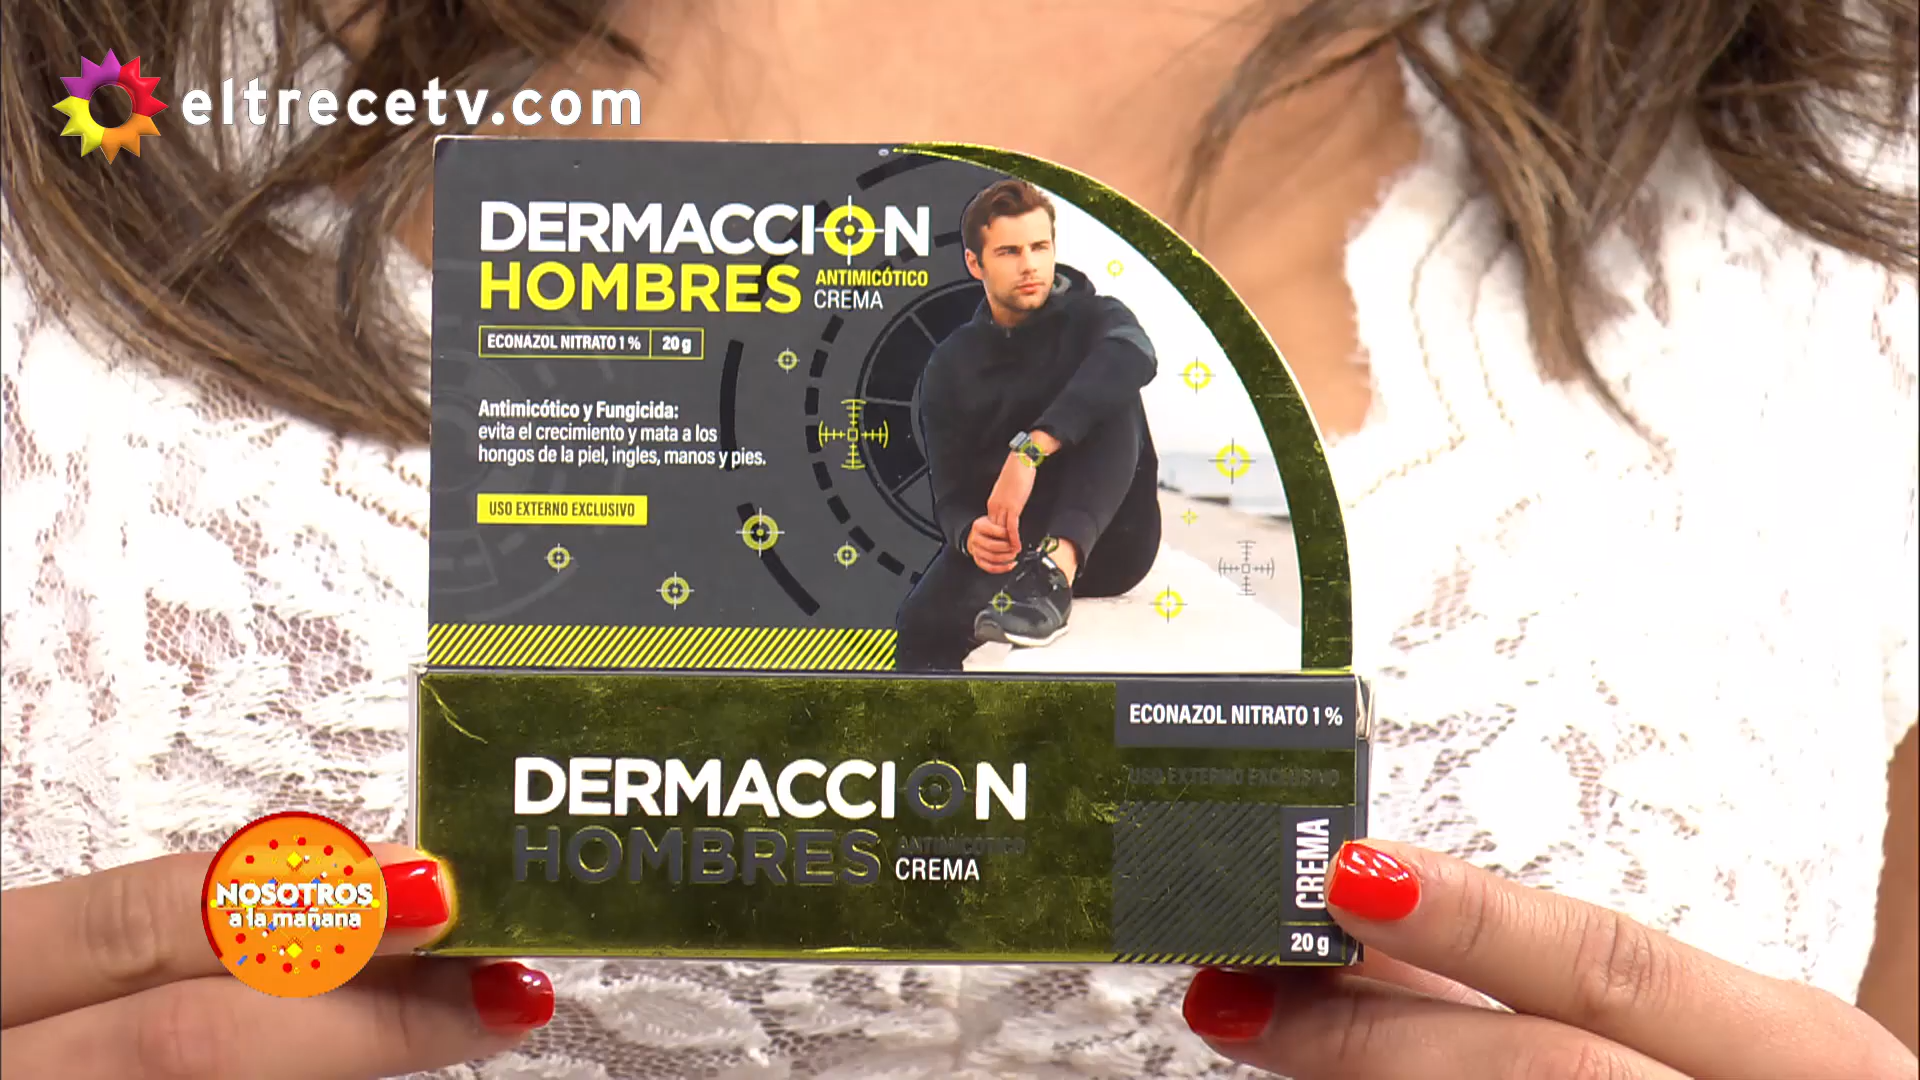 eltrecetv.com
DERMACCION
HOMBRES ANTIMICÓTICO
CREMA
ECONAZOL NITRATO 1% 20 g
Antimicótico y Fungicida:
evita el crecimiento y mata a los
hongos de la piel, ingles, manos y pies.
USO EXTERNO EXCLUSIVO
ECONAZOL NITRATO 1%
USO EXTERNO EXCLUSIVO
DERMACCION
HOMBRES ANTIMICÓTICO
CREMA
CREMA
20 g
NOSOTROS
a la mañana